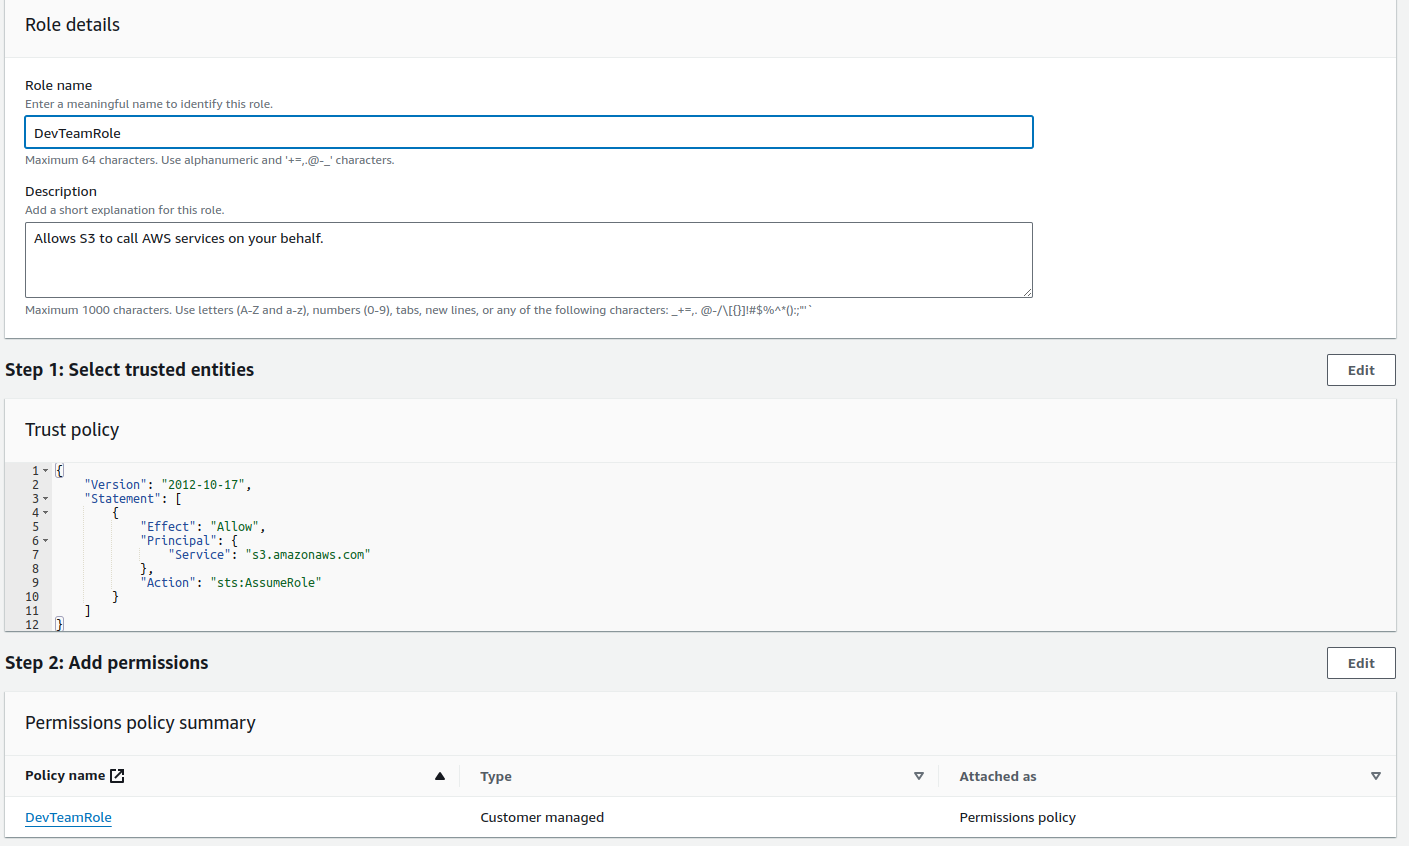 Role details
Role name
Enter a meaningful name to identify this role.
DevTeamRole
Maximum 64 characters. Use alphanumeric and '+=,.@-_' characters.
Description
Add a short explanation for this role.
Allows S3 to call AWS services on your behalf.
Maximum 1000 characters. Use letters (A-Z and a-z), numbers (0-9), tabs, new lines, or any of the following characters: _+=,. @-/\[{}]!#$%^*();:"'`
Step 1: Select trusted entities
Edit
Trust policy
1 {
2     "Version": "2012-10-17",
3     "Statement": [
4         {
5             "Effect": "Allow",
6             "Principal": {
7                 "Service": "s3.amazonaws.com"
8             },
9             "Action": "sts:AssumeRole"
10         }
11     ]
12 }
Step 2: Add permissions
Edit
Permissions policy summary
Policy name Type Attached as
DevTeamRole Customer managed Permissions policy